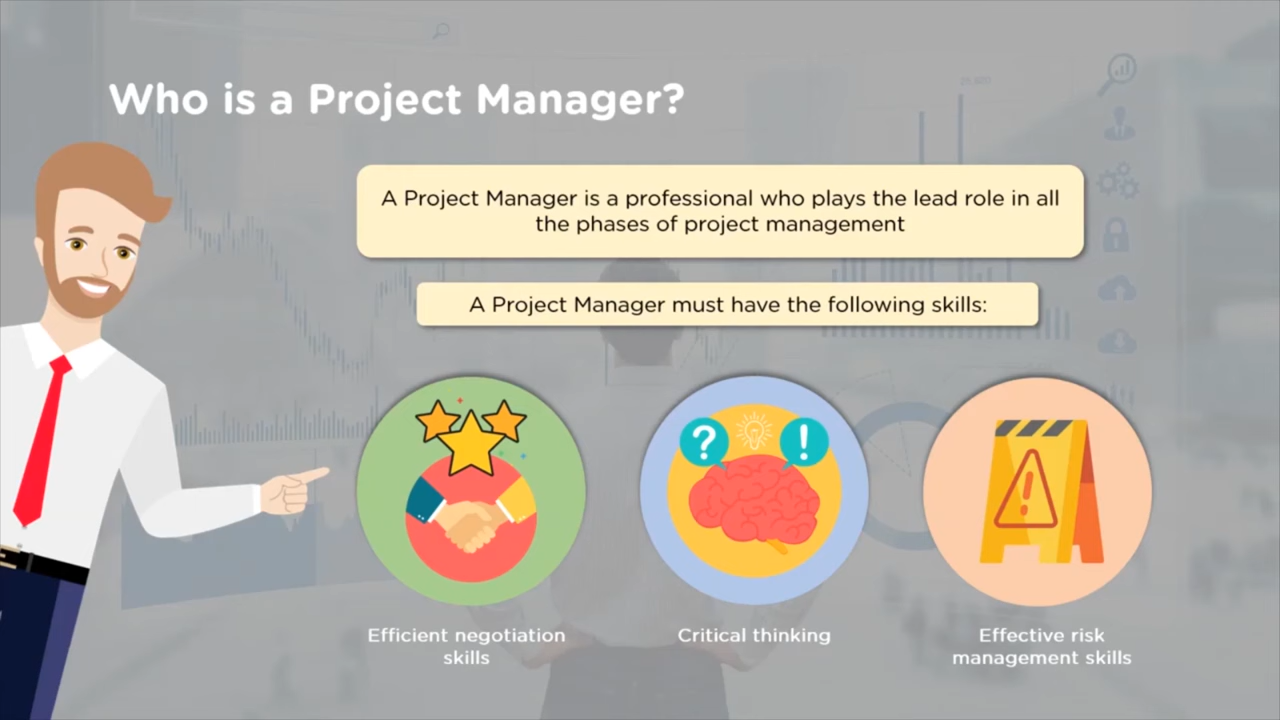 Who is a Project Manager?
A Project Manager is a professional who plays the lead role in all
the phases of project management
A Project Manager must have the following skills:
?
!
Efficient negotiation
skills
Critical thinking
Effective risk
management skills